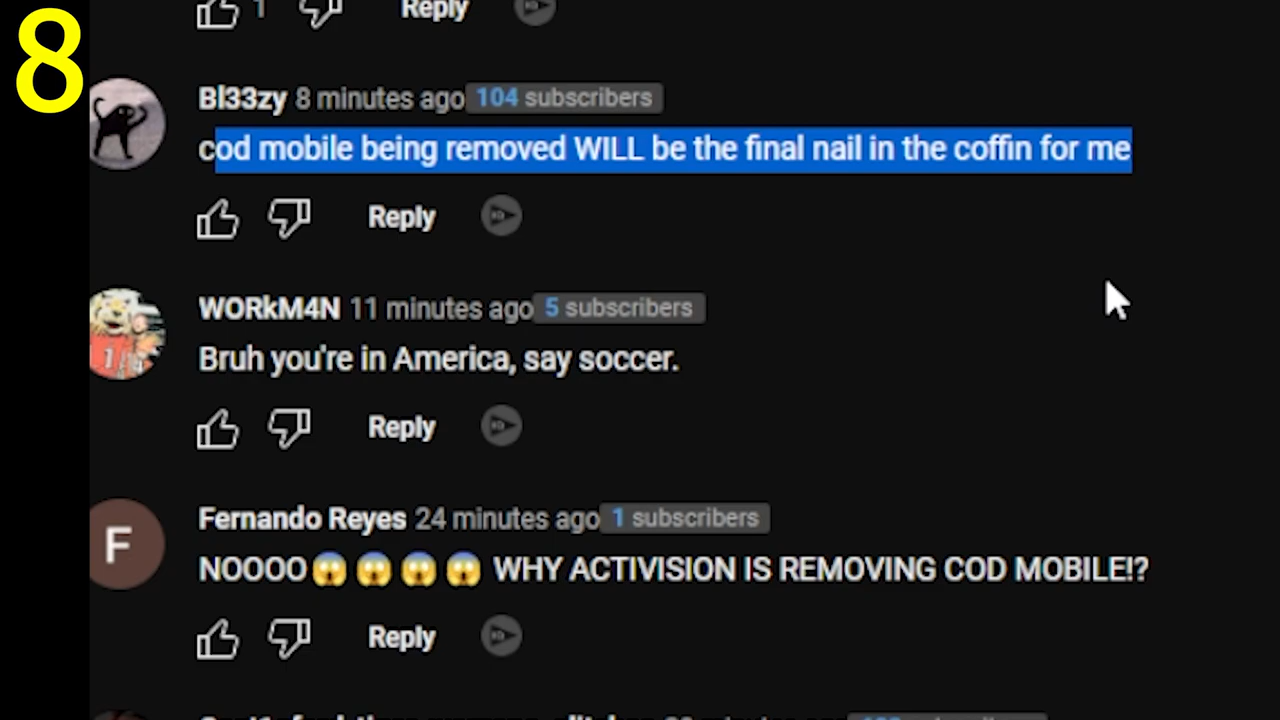 8
1 Reply
Bl33zy 8 minutes ago 104 subscribers
cod mobile being removed WILL be the final nail in the coffin for me
Reply
WORkM4N 11 minutes ago 5 subscribers
Bruh you're in America, say soccer.
Reply
F
Fernando Reyes 24 minutes ago 1 subscribers
NOOOO😱😱😱😱 WHY ACTIVISION IS REMOVING COD MOBILE!?
Reply